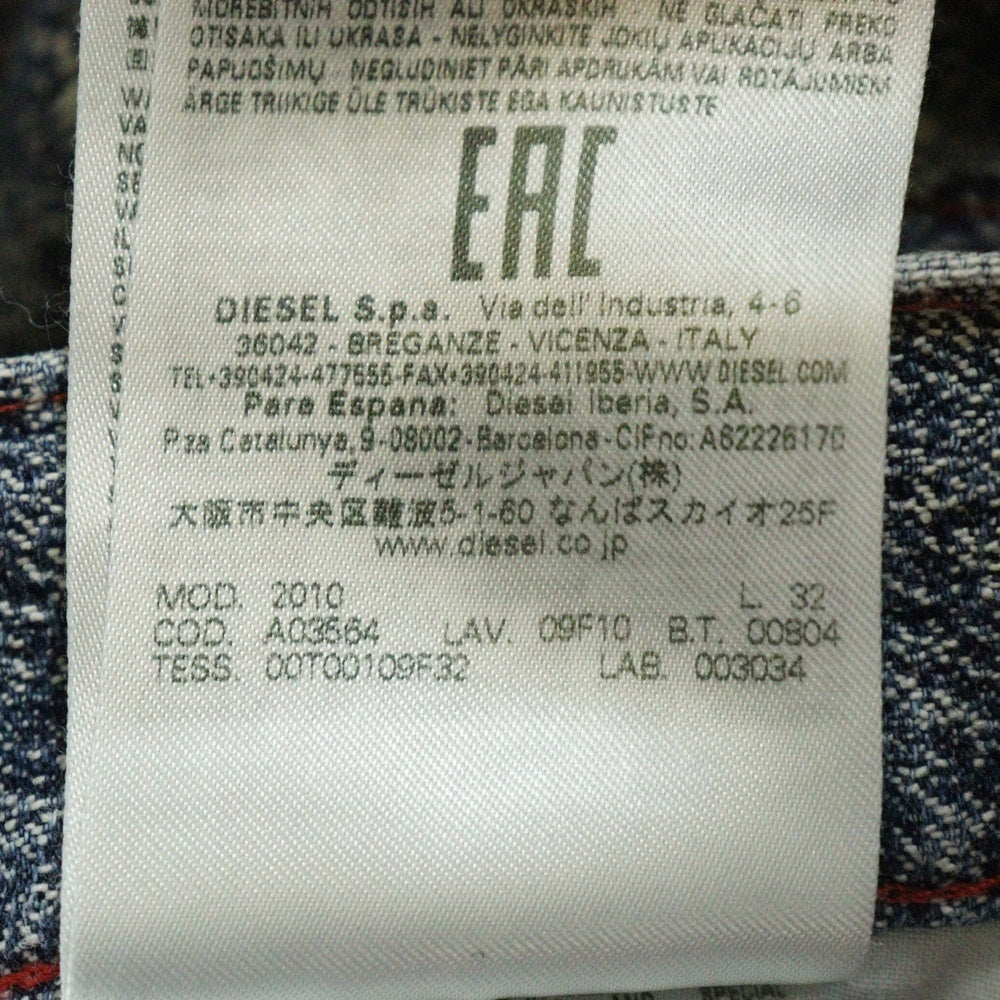 MOREBITNIH ODTISIH ALI OKRASKIH - NE GLAČATI PREKO
OTISAKA ILI UKRASA - NELYGINKITE JOKIŲ APLIKACIJŲ ARBA
PAPUOŠIMŲ - NEGLUDINIET PĀRI APDRUKĀM VAI ROTĀJUMIEM
ÄRGE TRIIKIGE ÜLE TRÜKISTE EGA KAUNISTUSTE
EAC
DIESEL S.p.a. Via dell' Industria, 4-6
36042 - BREGANZE - VICENZA - ITALY
TEL+390424-477555-FAX+390424-411955-WWW.DIESEL.COM
Para Espana: Diesel Iberia, S.A.
Pza Catalunya,9-08002-Barcelona-CIFno:
ディーゼルジャパン(株)
大阪市中央区難波5-1-60 なんばスカイオ25F
www.diesel.co.jp
MOD. 2010 L. 32
COD. A03564 LAV. 09F10 B.T. 00804
TESS. 00T00109F32 LAB. 003034
SPECIAL